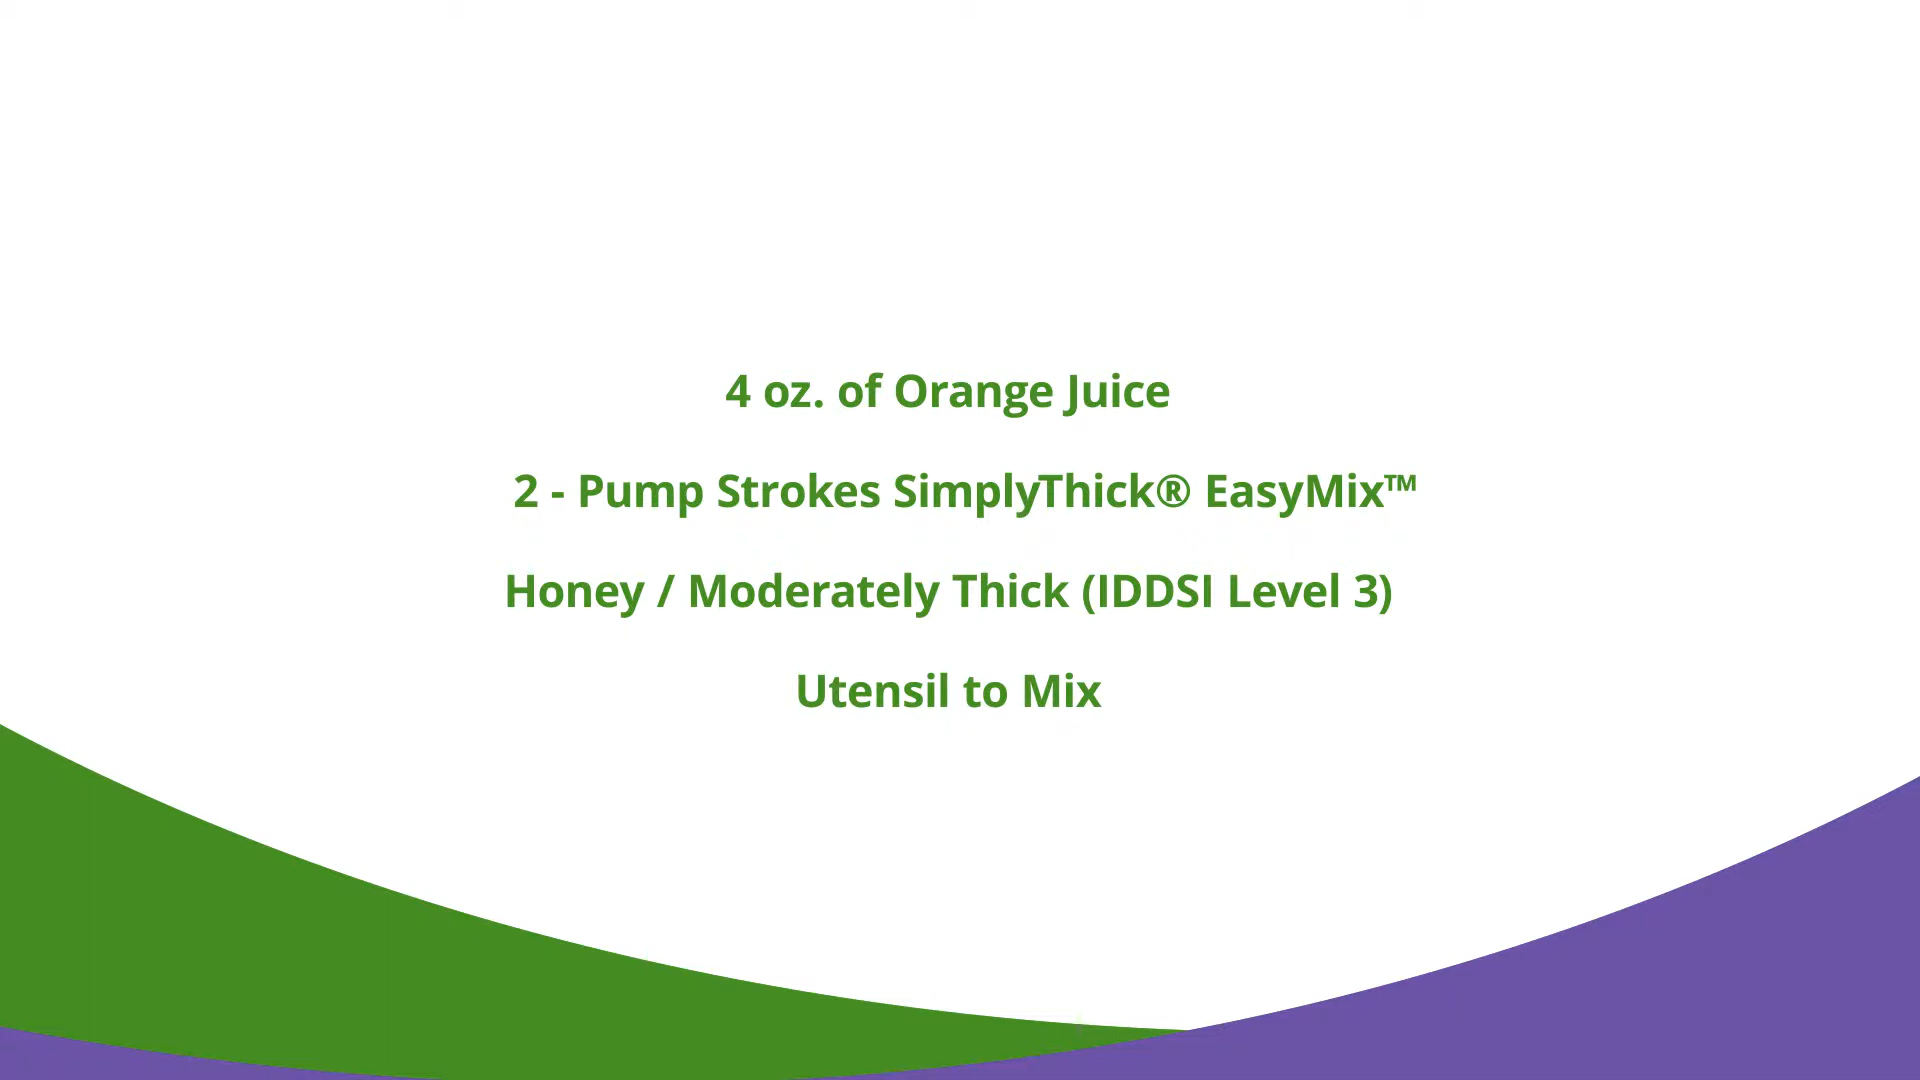 4 oz. of Orange Juice
2 - Pump Strokes SimplyThick® EasyMix™
Honey / Moderately Thick (IDDSI Level 3)
Utensil to Mix